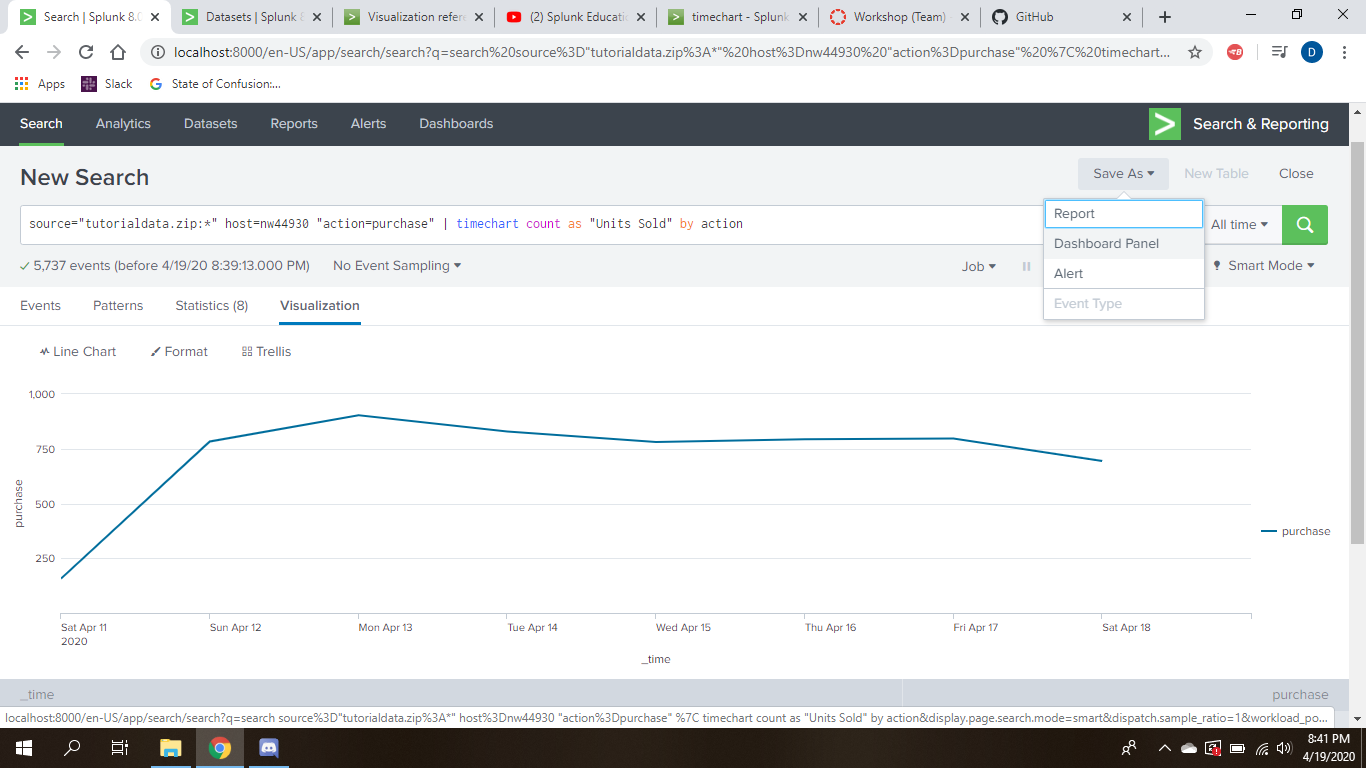 Search | Splunk 8.0
Datasets | Splunk 8
Visualization refere
(2) Splunk Educatio
timechart - Splunk
Workshop (Team) -
GitHub
localhost:8000/en-US/app/search/search?q=search%20source%3D"tutorialdata.zip%3A*"%20host%3Dnw44930%20"action%3Dpurchase"%20%7C%20timechart...
D
Apps
Slack
State of Confusion:...
Search
Analytics
Datasets
Reports
Alerts
Dashboards
Search & Reporting
New Search
Save As
New Table
Close
source="tutorialdata.zip:*" host=nw44930 "action=purchase" | timechart count as "Units Sold" by action
All time
Report
Dashboard Panel
Alert
Event Type
5,737 events (before 4/19/20 8:39:13.000 PM)
No Event Sampling
Job
Smart Mode
Events
Patterns
Statistics (8)
Visualization
Line Chart
Format
Trellis
1,000
750
500
250
purchase
purchase
Sat Apr 11
2020
Sun Apr 12
Mon Apr 13
Tue Apr 14
Wed Apr 15
Thu Apr 16
Fri Apr 17
Sat Apr 18
_time
_time
purchase
localhost:8000/en-US/app/search/search?q=search source%3D"tutorialdata.zip%3A*" host%3Dnw44930 "action%3Dpurchase" %7C timechart count as "Units Sold" by action&display.page.search.mode=smart&dispatch.sample_ratio=1&workload_po...
8:41 PM
4/19/2020